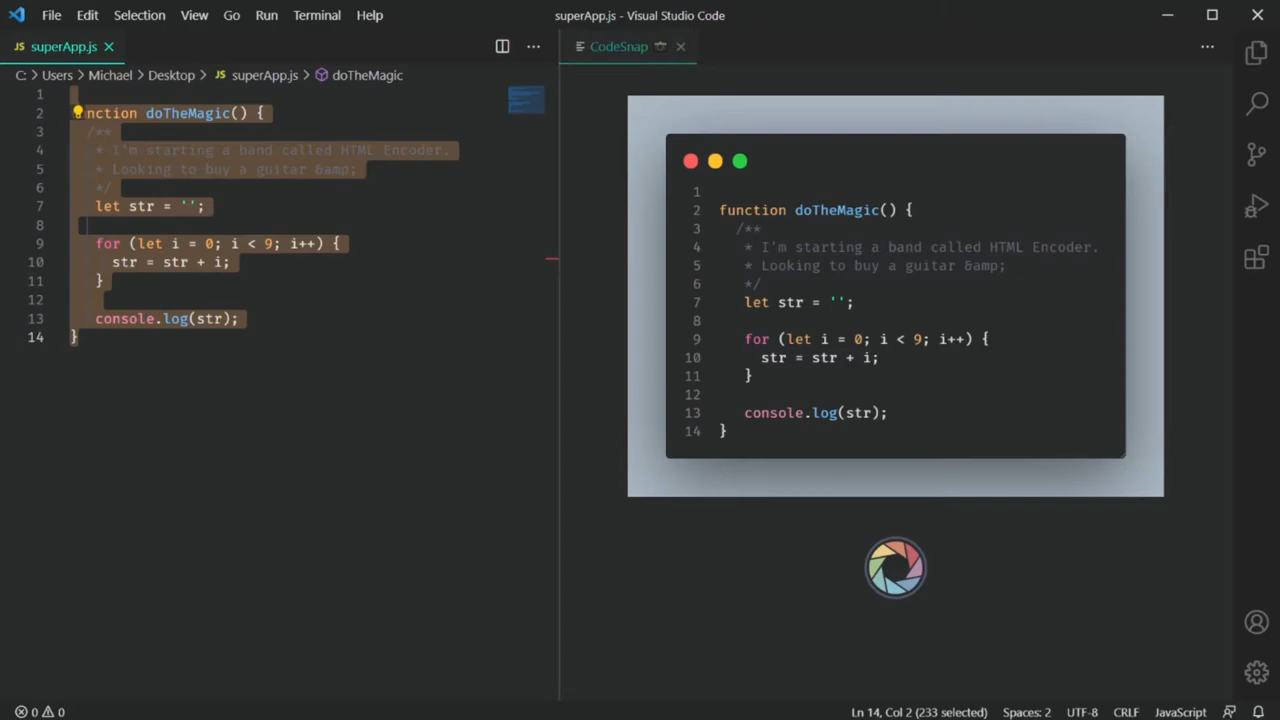 File Edit Selection View Go Run Terminal Help
superApp.js - Visual Studio Code
JS superApp.js
CodeSnap
C: > Users > Michael > Desktop > JS superApp.js > doTheMagic
1
2 nction doTheMagic() {
3 /**
4 * I'm starting a band called HTML Encoder.
5 * Looking to buy a guitar &amp;
6 */
7 let str = '';
8
9 for (let i = 0; i < 9; i++) {
10 str = str + i;
11 }
12
13 console.log(str);
14 }
1
2 function doTheMagic() {
3 /**
4 * I'm starting a band called HTML Encoder.
5 * Looking to buy a guitar &amp;
6 */
7 let str = '';
8
9 for (let i = 0; i < 9; i++) {
10 str = str + i;
11 }
12
13 console.log(str);
14 }
0 0
Ln 14, Col 2 (233 selected) Spaces: 2 UTF-8 CRLF JavaScript